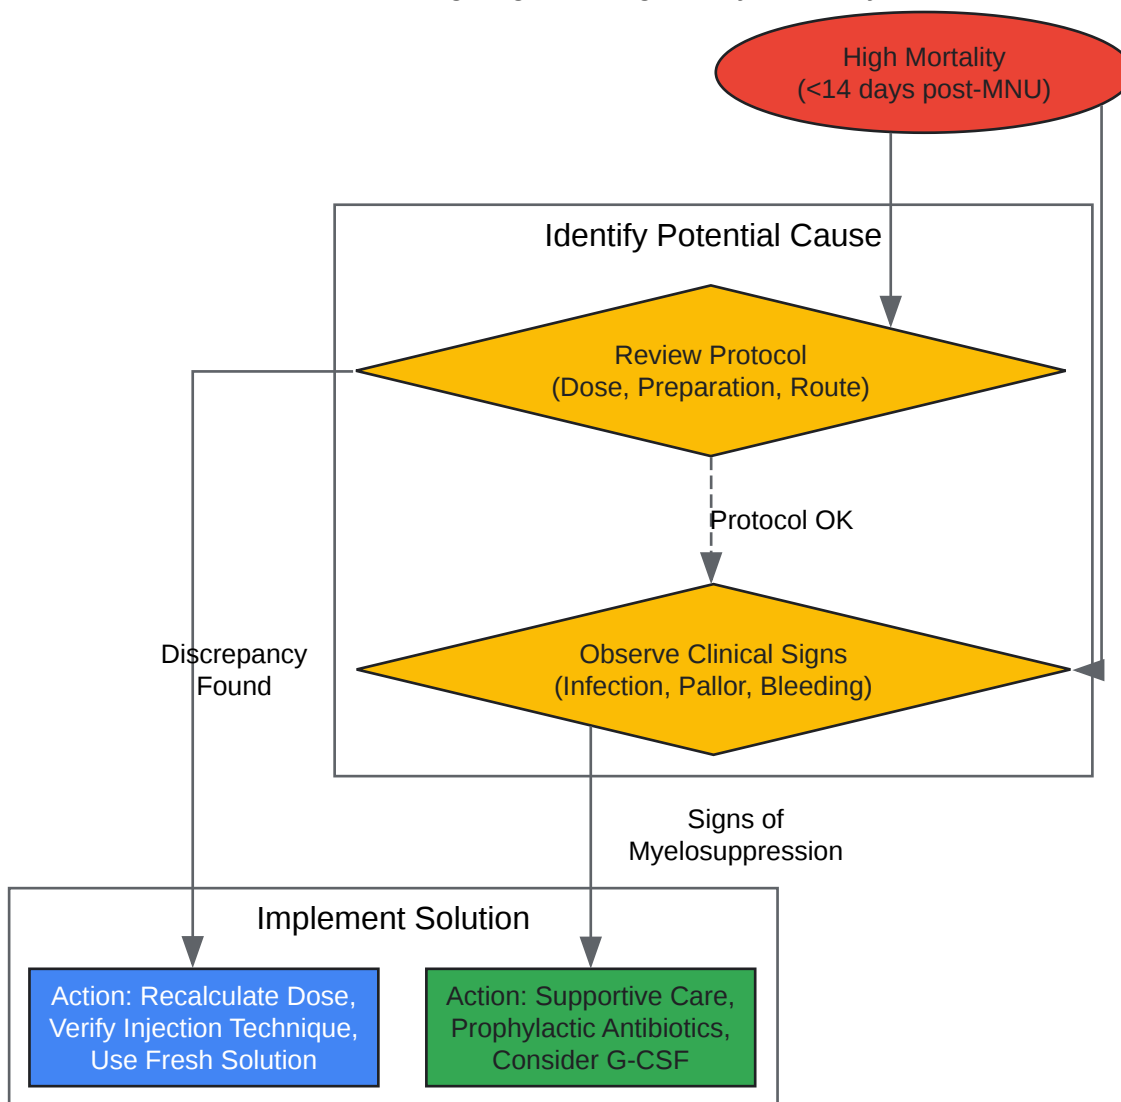 High Mortality
(<14 days post-MNU)
Identify Potential Cause
Review Protocol
(Dose, Preparation, Route)
Protocol OK
Observe Clinical Signs
(Infection, Pallor, Bleeding)
Discrepancy
Found
Signs of
Myelosuppression
Implement Solution
Action: Recalculate Dose,
Verify Injection Technique,
Use Fresh Solution
Action: Supportive Care,
Prophylactic Antibiotics,
Consider G-CSF